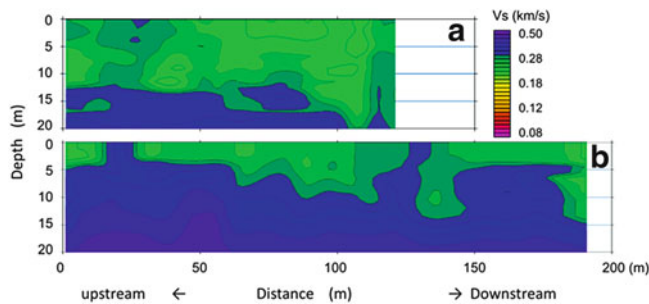 Vs (km/s)
0.50
0.28
0.18
0.12
0.08
a
0
5
10
15
20
Depth (m)
b
0
5
10
15
20
0 50 100 150 200 (m)
upstream ← Distance (m) → Downstream